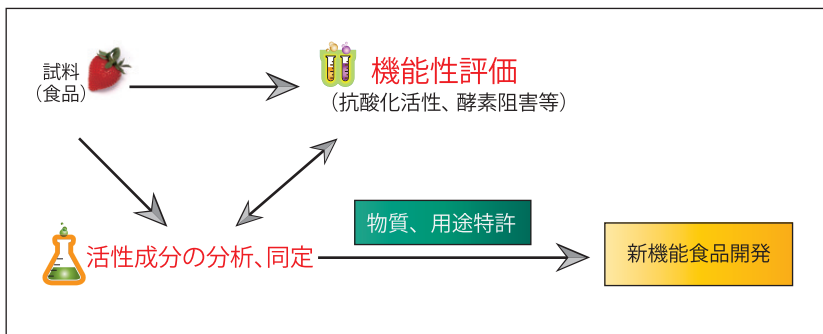 試料
（食品）
機能性評価
（抗酸化活性、酵素阻害等）
物質、用途特許
活性成分の分析、同定
新機能食品開発